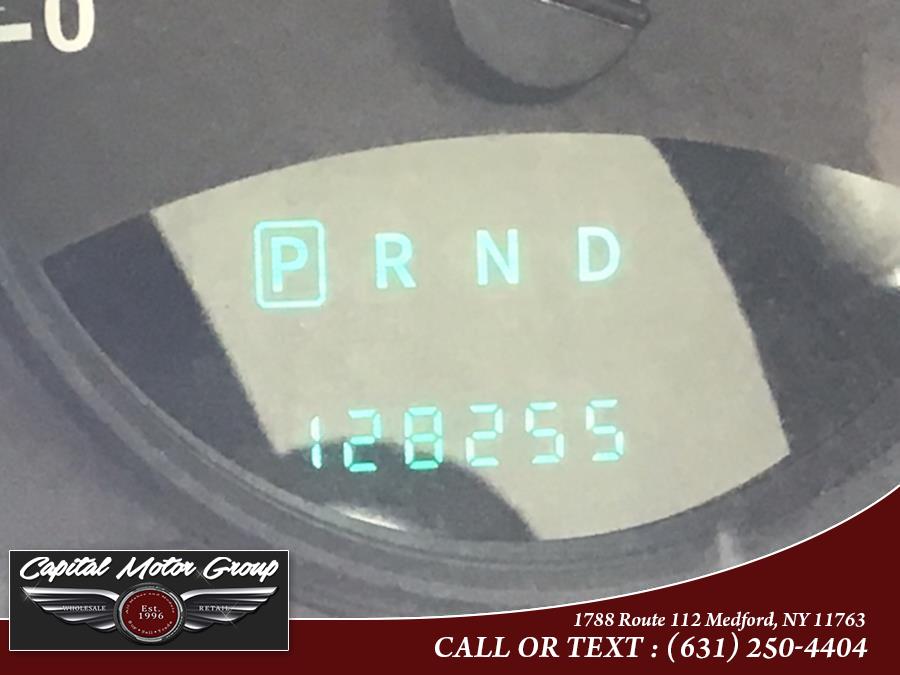 -0
P R N D
128255
Capital Motor Group
WHOLESALE
Est.
1996
RETAIL
1788 Route 112 Medford, NY 11763
CALL OR TEXT : (631) 250-4404